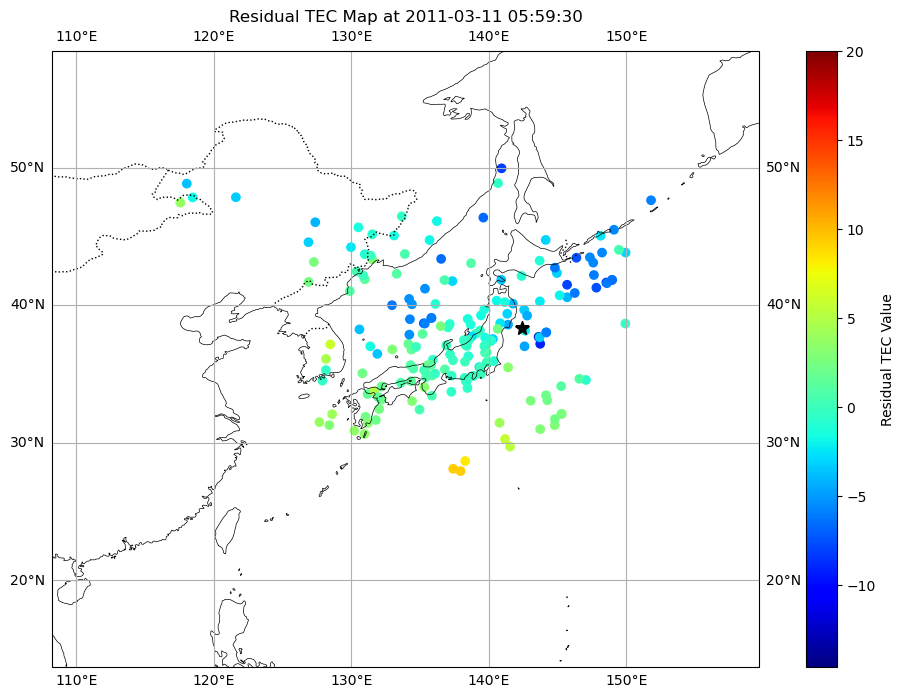 Residual TEC Map at 2011-03-11 05:59:30
110°E 120°E 130°E 140°E 150°E
50°N 50°N
40°N 40°N
30°N 30°N
20°N 20°N
110°E 120°E 130°E 140°E 150°E
20
15
10
5
0
−5
−10
Residual TEC Value